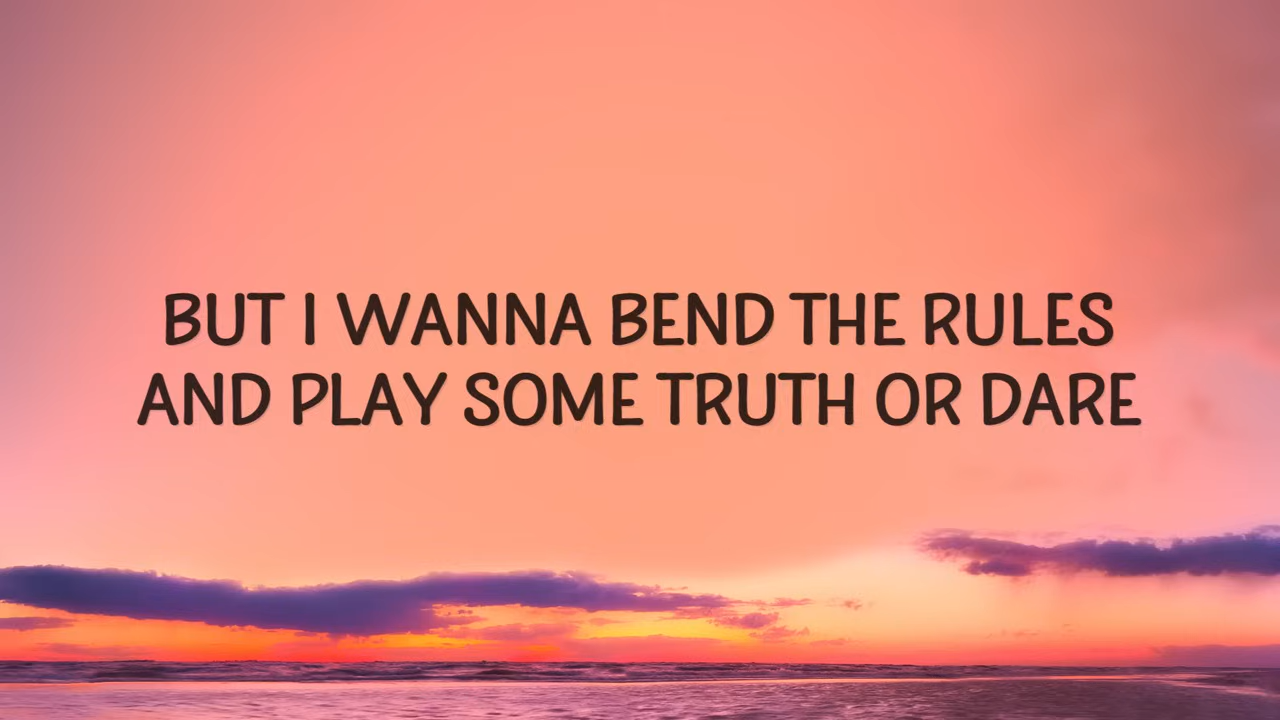 BUT I WANNA BEND THE RULES
AND PLAY SOME TRUTH OR DARE